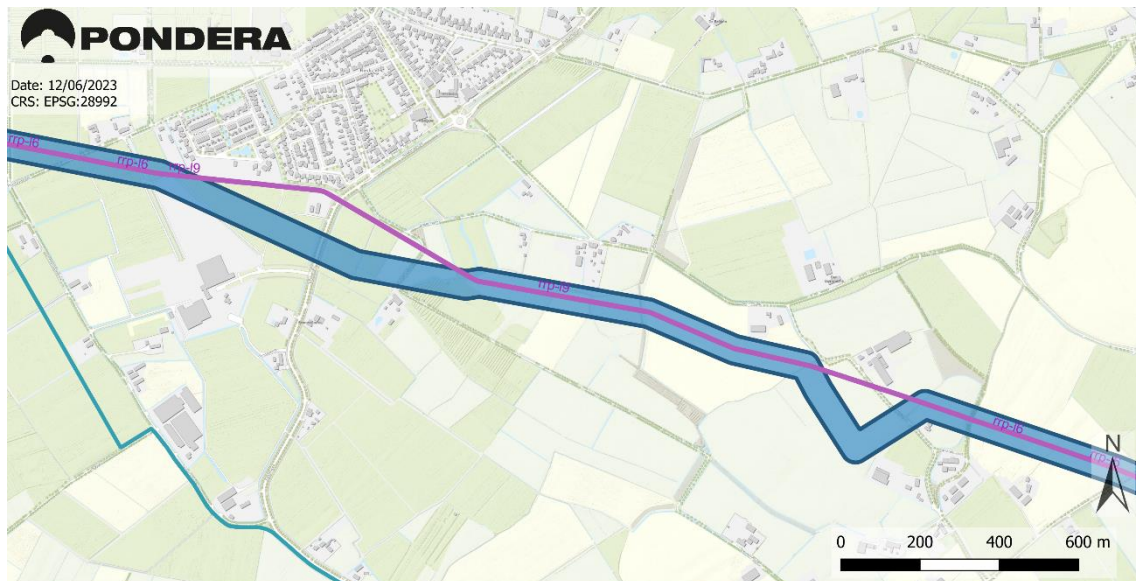 PONDERA
Date: 12/06/2023
CRS: EPSG:28992
rrp-l6
rrp-l6
rrp-l9
rrp-l9
rrp-l6
N
0 200 400 600 m